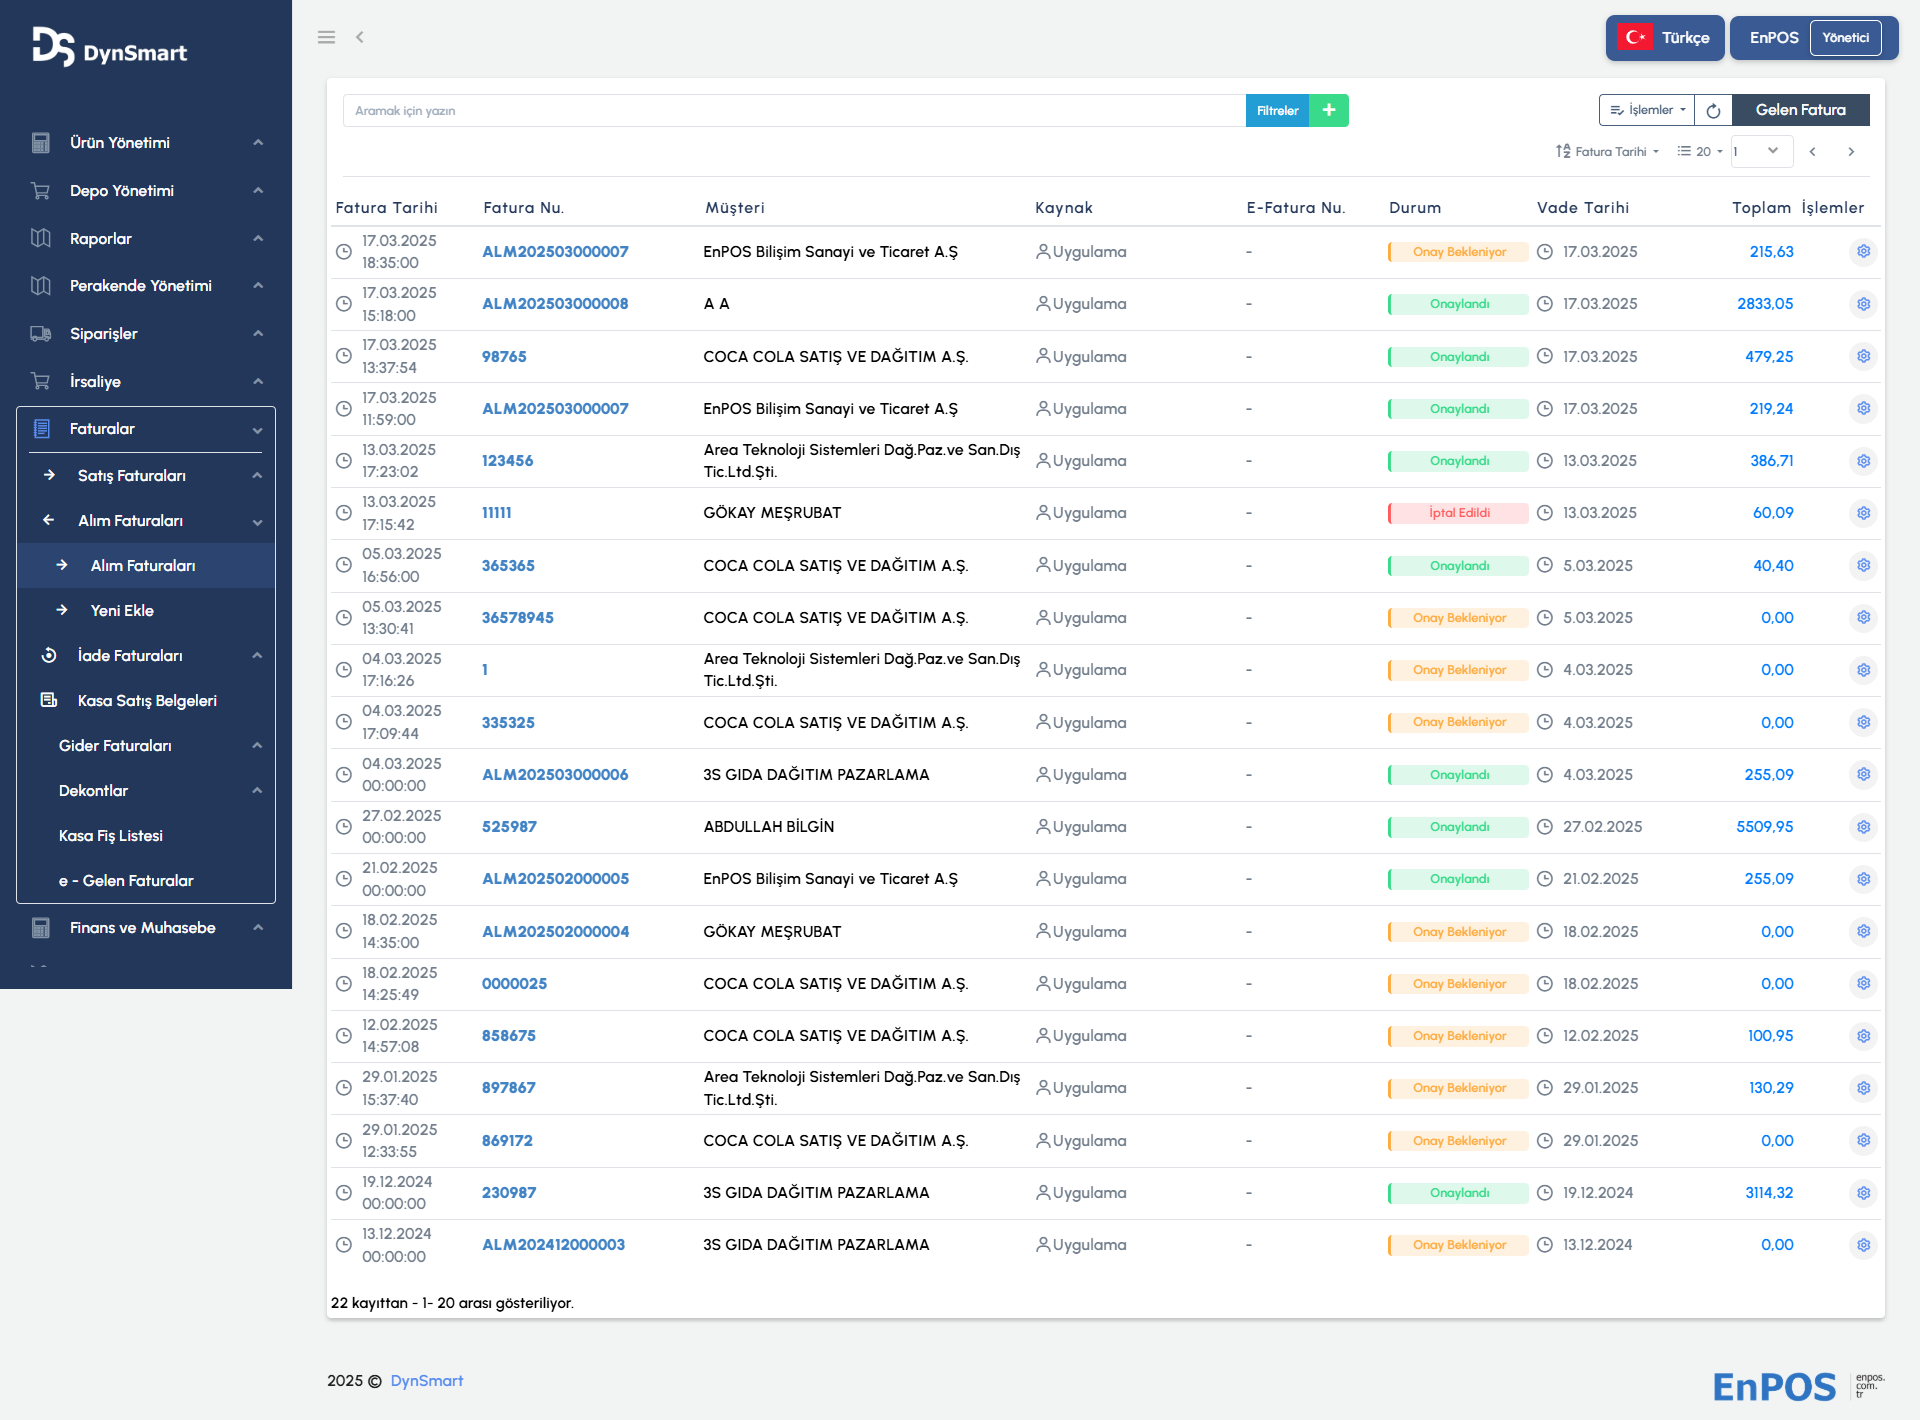 DynSmart
Türkçe
EnPOS Yönetici
Ürün Yönetimi
Depo Yönetimi
Raporlar
Perakende Yönetimi
Siparişler
İrsaliye
Faturalar
Satış Faturaları
Alım Faturaları
Alım Faturaları
Yeni Ekle
İade Faturaları
Kasa Satış Belgeleri
Gider Faturaları
Dekontlar
Kasa Fiş Listesi
e - Gelen Faturalar
Finans ve Muhasebe
Aramak için yazın Filtreler + İşlemler Gelen Fatura
Fatura Tarihi 20 1
Fatura Tarihi Fatura Nu. Müşteri Kaynak E-Fatura Nu. Durum Vade Tarihi Toplam İşlemler
17.03.2025 18:35:00 ALM202503000007 EnPOS Bilişim Sanayi ve Ticaret A.Ş Uygulama - Onay Bekleniyor 17.03.2025 215,63
17.03.2025 15:18:00 ALM202503000008 A A Uygulama - Onaylandı 17.03.2025 2833,05
17.03.2025 13:37:54 98765 COCA COLA SATIŞ VE DAĞITIM A.Ş. Uygulama - Onaylandı 17.03.2025 479,25
17.03.2025 11:59:00 ALM202503000007 EnPOS Bilişim Sanayi ve Ticaret A.Ş Uygulama - Onaylandı 17.03.2025 219,24
13.03.2025 17:23:02 123456 Area Teknoloji Sistemleri Dağ.Paz.ve San.Dış Tic.Ltd.Şti. Uygulama - Onaylandı 13.03.2025 386,71
13.03.2025 17:15:42 11111 GÖKAY MEŞRUBAT Uygulama - İptal Edildi 13.03.2025 60,09
05.03.2025 16:56:00 365365 COCA COLA SATIŞ VE DAĞITIM A.Ş. Uygulama - Onaylandı 5.03.2025 40,40
05.03.2025 13:30:41 36578945 COCA COLA SATIŞ VE DAĞITIM A.Ş. Uygulama - Onay Bekleniyor 5.03.2025 0,00
04.03.2025 17:16:26 1 Area Teknoloji Sistemleri Dağ.Paz.ve San.Dış Tic.Ltd.Şti. Uygulama - Onay Bekleniyor 4.03.2025 0,00
04.03.2025 17:09:44 335325 COCA COLA SATIŞ VE DAĞITIM A.Ş. Uygulama - Onay Bekleniyor 4.03.2025 0,00
04.03.2025 00:00:00 ALM202503000006 3S GIDA DAĞITIM PAZARLAMA Uygulama - Onaylandı 4.03.2025 255,09
27.02.2025 00:00:00 525987 ABDULLAH BİLGİN Uygulama - Onaylandı 27.02.2025 5509,95
21.02.2025 00:00:00 ALM202502000005 EnPOS Bilişim Sanayi ve Ticaret A.Ş Uygulama - Onaylandı 21.02.2025 255,09
18.02.2025 14:35:00 ALM202502000004 GÖKAY MEŞRUBAT Uygulama - Onay Bekleniyor 18.02.2025 0,00
18.02.2025 14:25:49 0000025 COCA COLA SATIŞ VE DAĞITIM A.Ş. Uygulama - Onay Bekleniyor 18.02.2025 0,00
12.02.2025 14:57:08 858675 COCA COLA SATIŞ VE DAĞITIM A.Ş. Uygulama - Onay Bekleniyor 12.02.2025 100,95
29.01.2025 15:37:40 897867 Area Teknoloji Sistemleri Dağ.Paz.ve San.Dış Tic.Ltd.Şti. Uygulama - Onay Bekleniyor 29.01.2025 130,29
29.01.2025 12:33:55 869172 COCA COLA SATIŞ VE DAĞITIM A.Ş. Uygulama - Onay Bekleniyor 29.01.2025 0,00
19.12.2024 00:00:00 230987 3S GIDA DAĞITIM PAZARLAMA Uygulama - Onaylandı 19.12.2024 3114,32
13.12.2024 00:00:00 ALM202412000003 3S GIDA DAĞITIM PAZARLAMA Uygulama - Onay Bekleniyor 13.12.2024 0,00
22 kayıttan - 1- 20 arası gösteriliyor.
2025 © DynSmart
EnPOS enpos.com.tr